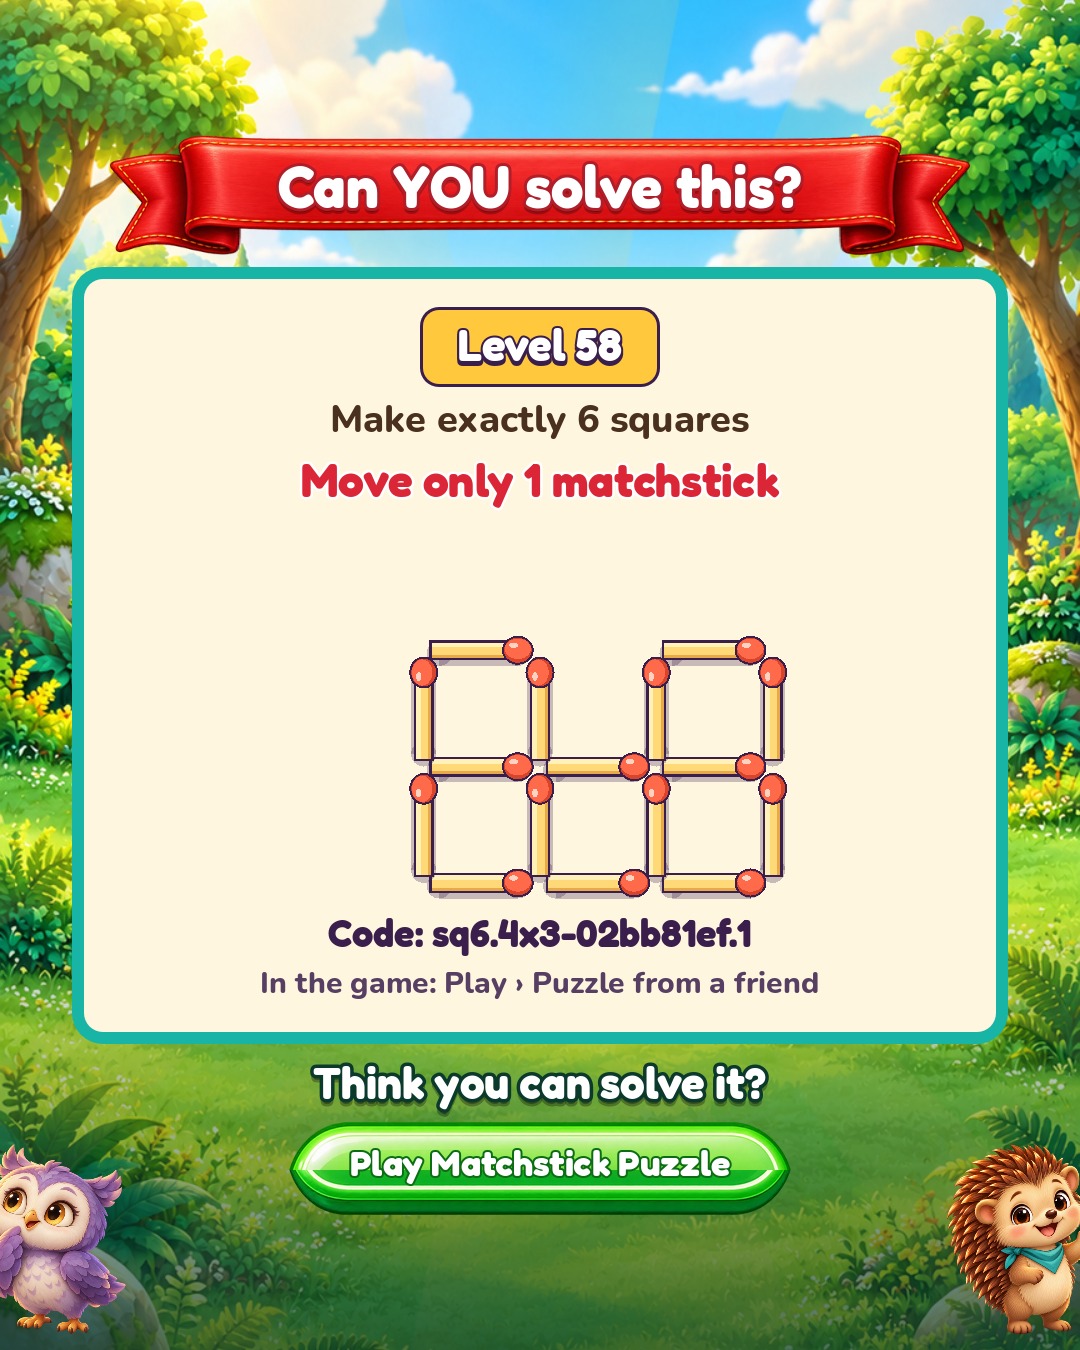 Can YOU solve this?
Level 58
Make exactly 6 squares
Move only 1 matchstick
Code: sq6.4x3-02bb81ef.1
In the game: Play › Puzzle from a friend
Think you can solve it?
Play Matchstick Puzzle